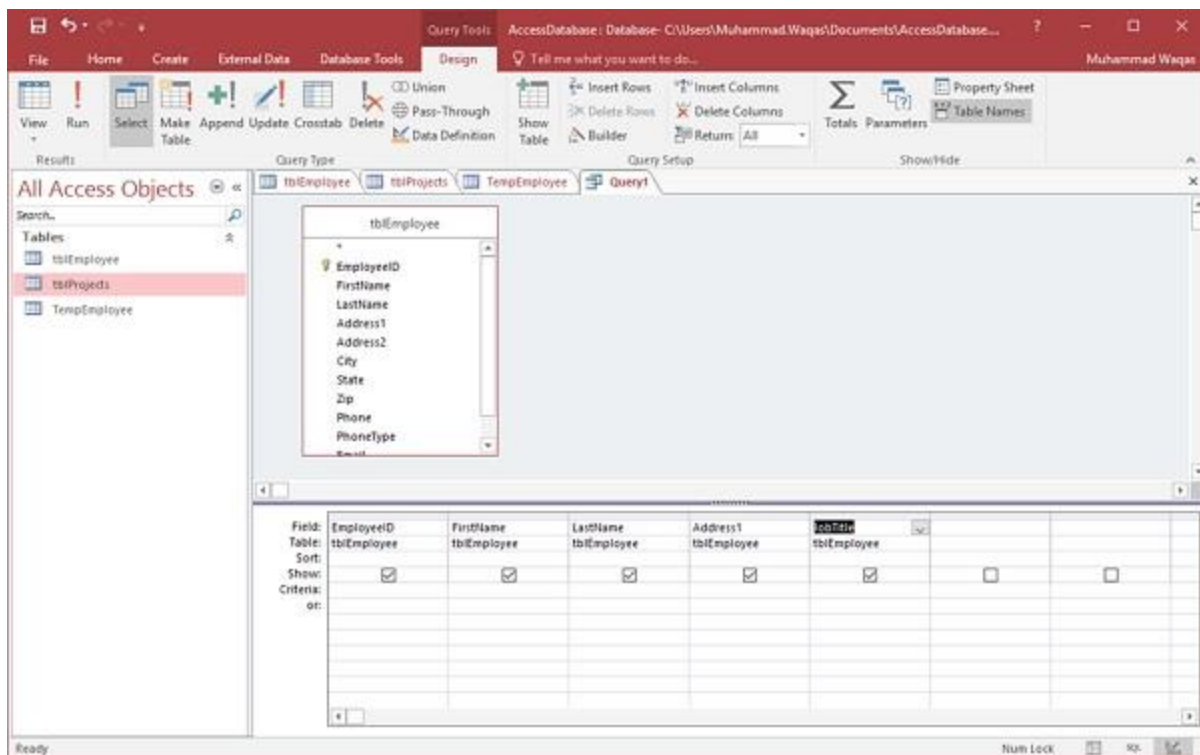 Query Tools AccessDatabase : Database- C:\Users\Muhammad.Waqas\Documents\AccessDatabase... ?
File Home Create External Data Database Tools Design Tell me what you want to do... Muhammad Waqas
View Run Select Make Table Append Update Crosstab Delete
Union
Pass-Through
Data Definition
Show Table
Insert Rows
Delete Rows
Builder
Insert Columns
Delete Columns
Return: All
Totals Parameters
Property Sheet
Table Names
Results Query Type Query Setup Show/Hide
All Access Objects
Search...
Tables
tblEmployee
tblProjects
TempEmployee
tblEmployee tblProjects TempEmployee Query1
tblEmployee
*
EmployeeID
FirstName
LastName
Address1
Address2
City
State
Zip
Phone
PhoneType
Email
Field: EmployeeID FirstName LastName Address1 JobTitle
Table: tblEmployee tblEmployee tblEmployee tblEmployee tblEmployee
Sort:
Show:
Criteria:
or:
Ready Num Lock SQL